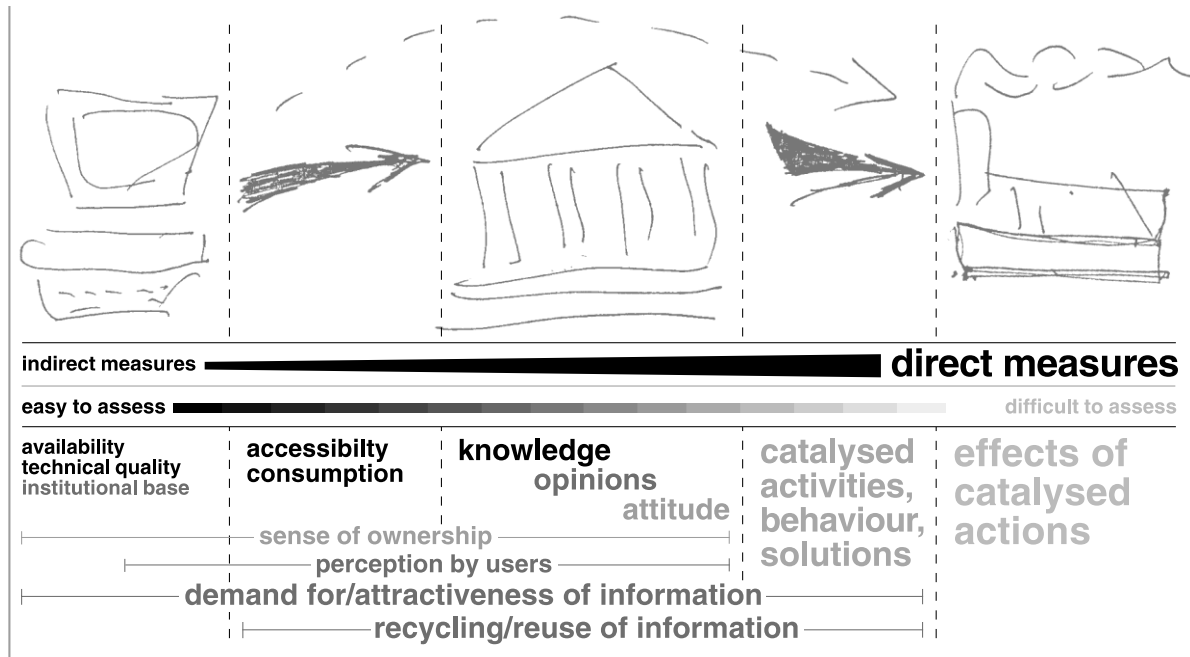 indirect measures direct measures
easy to assess difficult to assess
availability
technical quality
institutional base
accessibilty
consumption
knowledge
opinions
attitude
catalysed
activities,
behaviour,
solutions
effects of
catalysed
actions
sense of ownership
perception by users
demand for/attractiveness of information
recycling/reuse of information